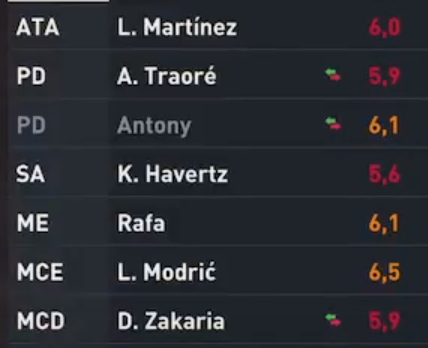 ATA L. Martínez 6,0
PD A. Traoré 5,9
PD Antony 6,1
SA K. Havertz 5,6
ME Rafa 6,1
MCE L. Modrić 6,5
MCD D. Zakaria 5,9